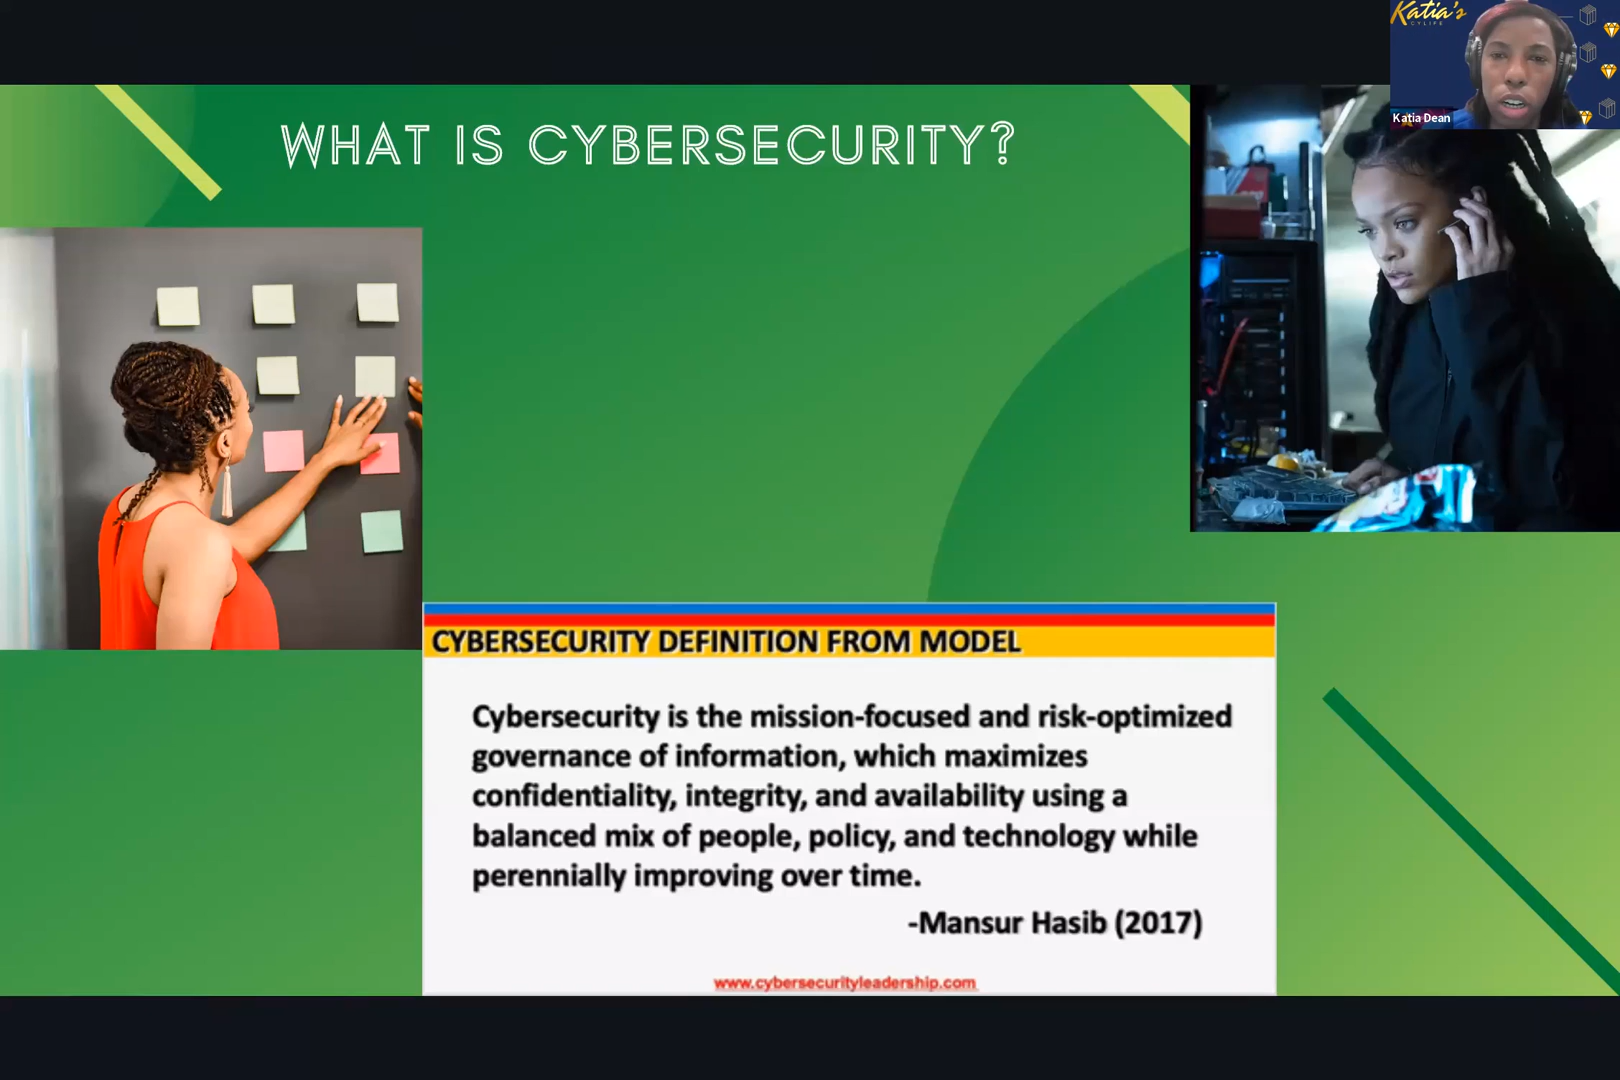 Katia's
Katia Dean
WHAT IS CYBERSECURITY?
CYBERSECURITY DEFINITION FROM MODEL
Cybersecurity is the mission-focused and risk-optimized
governance of information, which maximizes
confidentiality, integrity, and availability using a
balanced mix of people, policy, and technology while
perennially improving over time.
-Mansur Hasib (2017)
www.cybersecurityleadership.com